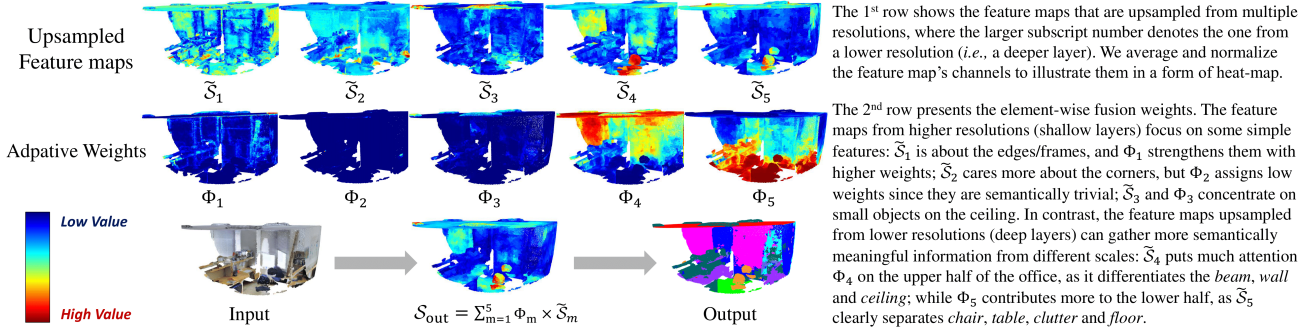 Upsampled
Feature maps
S̃₁ S̃₂ S̃₃ S̃₄ S̃₅
Adpative Weights
Φ₁ Φ₂ Φ₃ Φ₄ Φ₅
Low Value
High Value
Input
𝒮out = ∑⁵ₘ₌₁ Φₘ × S̃ₘ
Output
The 1st row shows the feature maps that are upsampled from multiple
resolutions, where the larger subscript number denotes the one from
a lower resolution (i.e., a deeper layer). We average and normalize
the feature map's channels to illustrate them in a form of heat-map.
The 2nd row presents the element-wise fusion weights. The feature
maps from higher resolutions (shallow layers) focus on some simple
features: S̃₁ is about the edges/frames, and Φ₁ strengthens them with
higher weights; S̃₂ cares more about the corners, but Φ₂ assigns low
weights since they are semantically trivial; S̃₃ and Φ₃ concentrate on
small objects on the ceiling. In contrast, the feature maps upsampled
from lower resolutions (deep layers) can gather more semantically
meaningful information from different scales: S̃₄ puts much attention
Φ₄ on the upper half of the office, as it differentiates the beam, wall
and ceiling; while Φ₅ contributes more to the lower half, as S̃₅
clearly separates chair, table, clutter and floor.